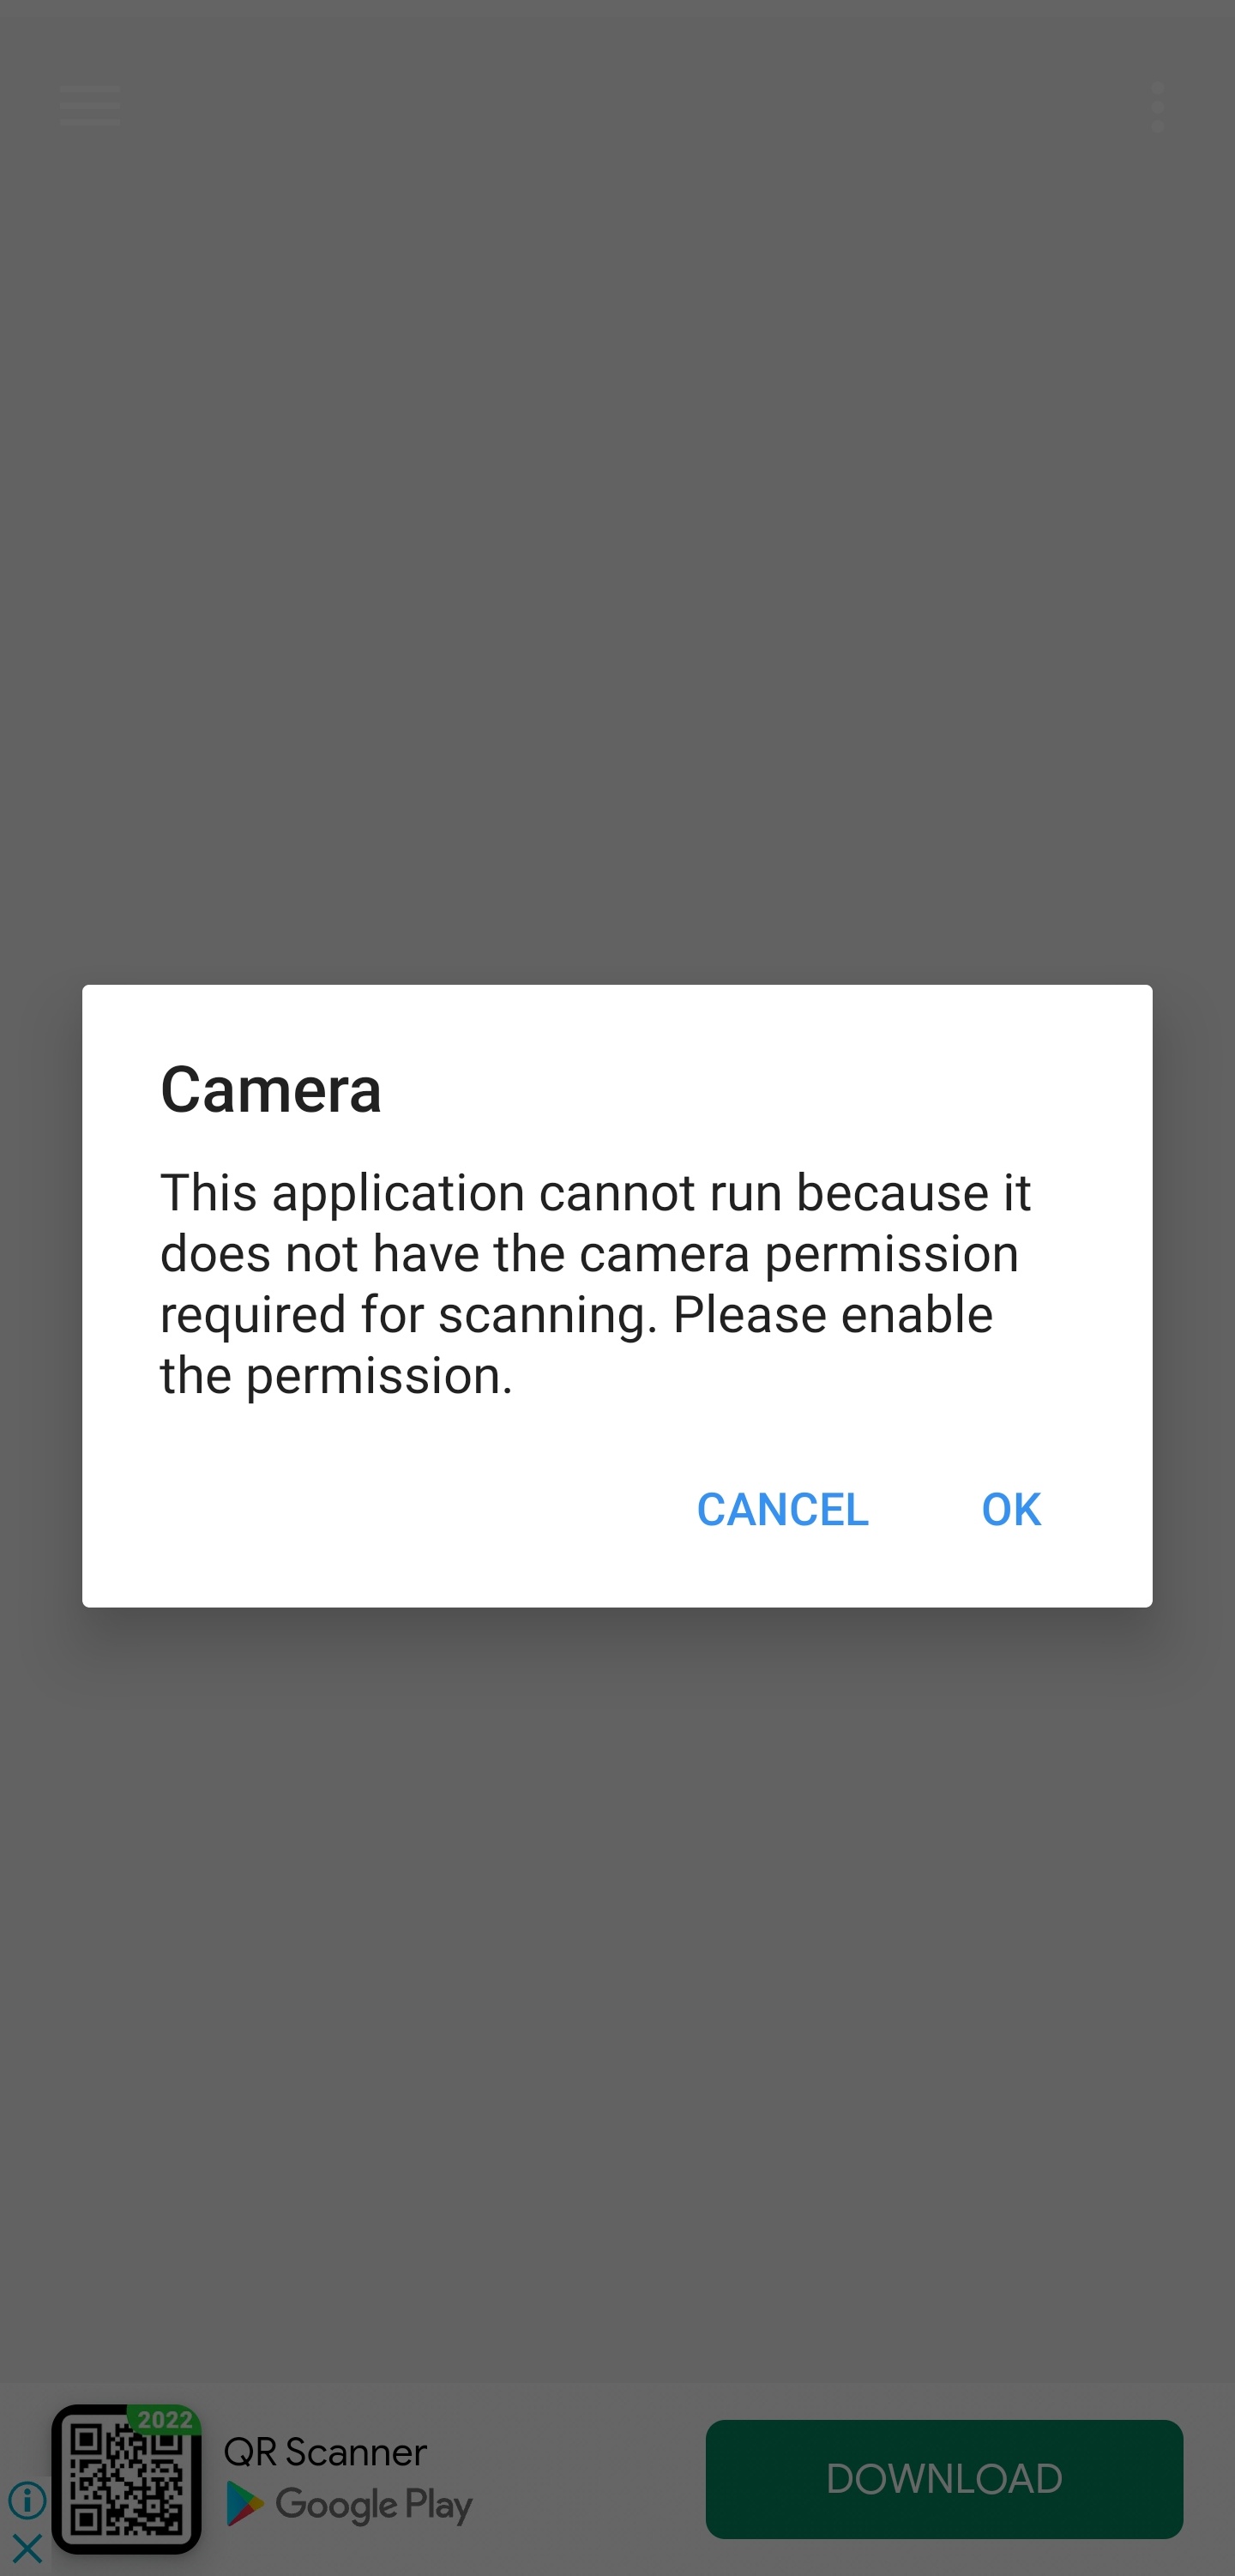 Camera
This application cannot run because it
does not have the camera permission
required for scanning. Please enable
the permission.
CANCEL OK
2022
QR Scanner
Google Play
DOWNLOAD